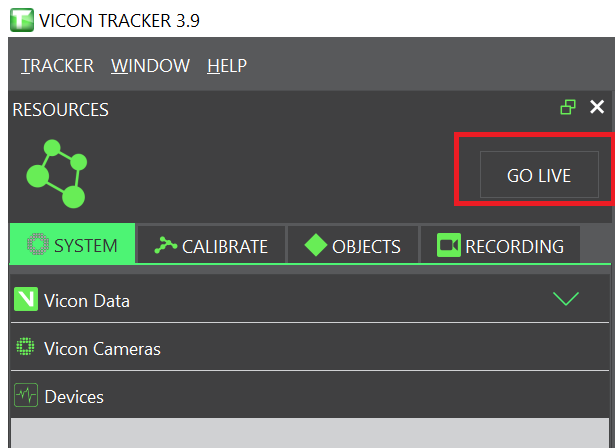 VICON TRACKER 3.9
TRACKER WINDOW HELP
RESOURCES
GO LIVE
SYSTEM CALIBRATE OBJECTS RECORDING
Vicon Data
Vicon Cameras
Devices